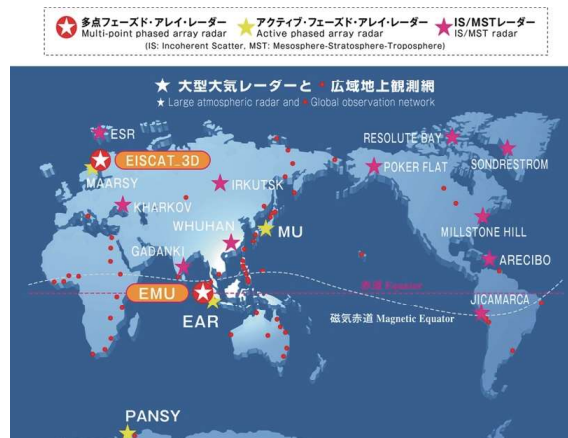 多点フェーズド・アレイ・レーダー
Multi-point phased array radar
アクティブ・フェーズド・アレイ・レーダー
Active phased array radar
IS/MSTレーダー
IS/MST radar
(IS: Incoherent Scatter, MST: Mesosphere-Stratosphere-Troposphere)
大型大気レーダーと 広域地上観測網
Large atmospheric radar and Global observation network
ESR
RESOLUTE BAY
EISCAT_3D
POKER FLAT
SONDRESTROM
MAARSY
IRKUTSK
KHARKOV
WHUHAN
MU
MILLSTONE HILL
GADANKI
ARECIBO
赤道 Equator
EMU
JICAMARCA
EAR
磁気赤道 Magnetic Equator
PANSY